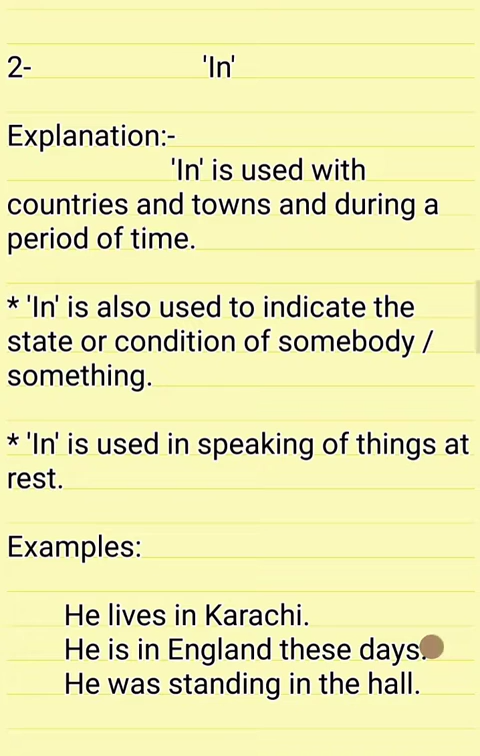 2- 'In'
Explanation:-
'In' is used with
countries and towns and during a
period of time.
* 'In' is also used to indicate the
state or condition of somebody /
something.
* 'In' is used in speaking of things at
rest.
Examples:
He lives in Karachi.
He is in England these days.
He was standing in the hall.